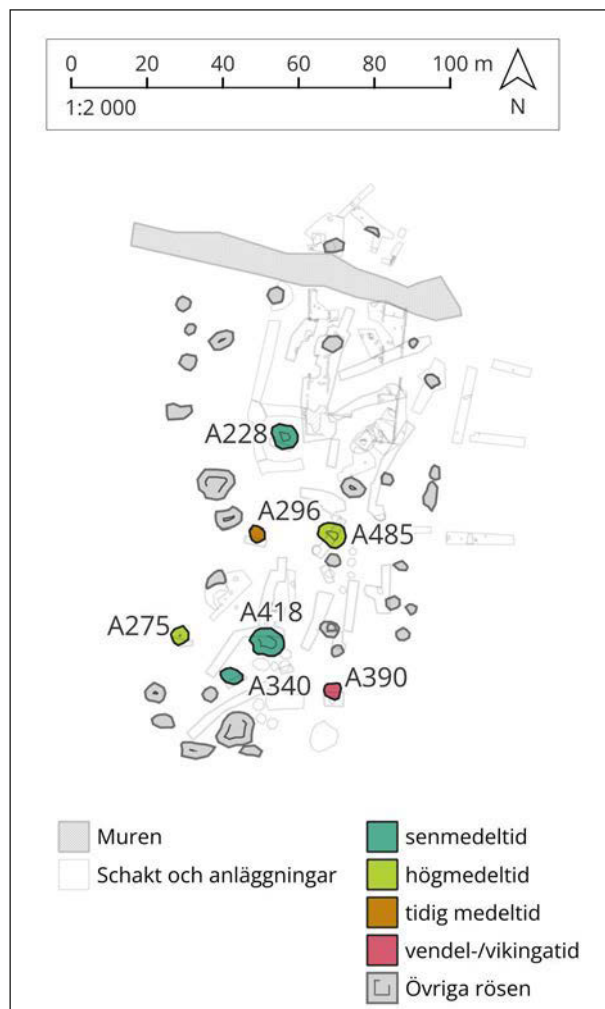 0 20 40 60 80 100 m
1:2 000
N
A228
A296
A485
A418
A275
A340
A390
Muren
Schakt och anläggningar
senmedeltid
högmedeltid
tidig medeltid
vendel-/vikingatid
Övriga rösen